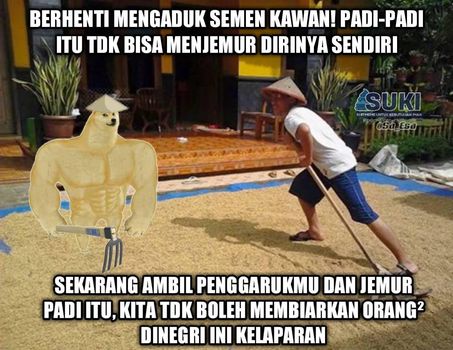 BERHENTI MENGADUK SEMEN KAWAN! PADI-PADI
ITU TDK BISA MENJEMUR DIRINYA SENDIRI
SUKI
SEKARANG AMBIL PENGGARUKMU DAN JEMUR
PADI ITU, KITA TDK BOLEH MEMBIARKAN ORANG²
DINEGRI INI KELAPARAN